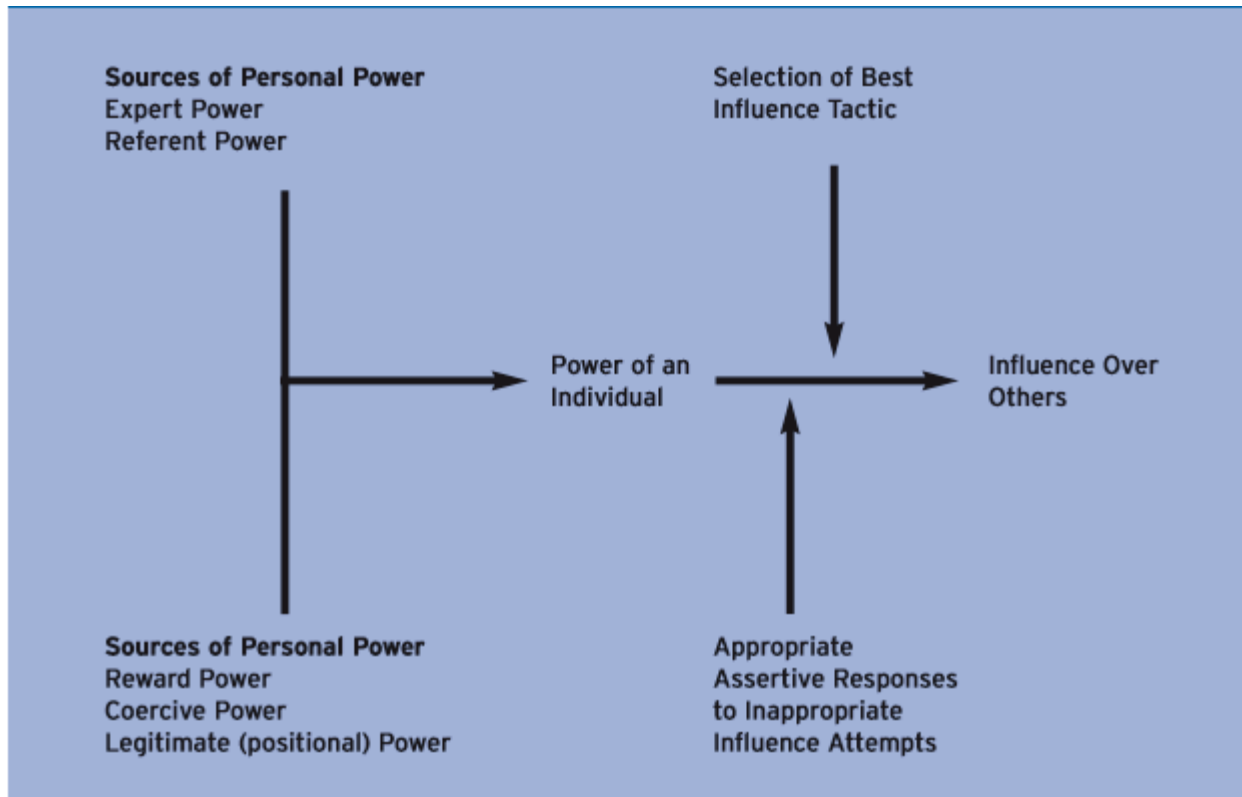 Sources of Personal Power
Expert Power
Referent Power
Selection of Best
Influence Tactic
Power of an
Individual
Influence Over
Others
Sources of Personal Power
Reward Power
Coercive Power
Legitimate (positional) Power
Appropriate
Assertive Responses
to Inappropriate
Influence Attempts